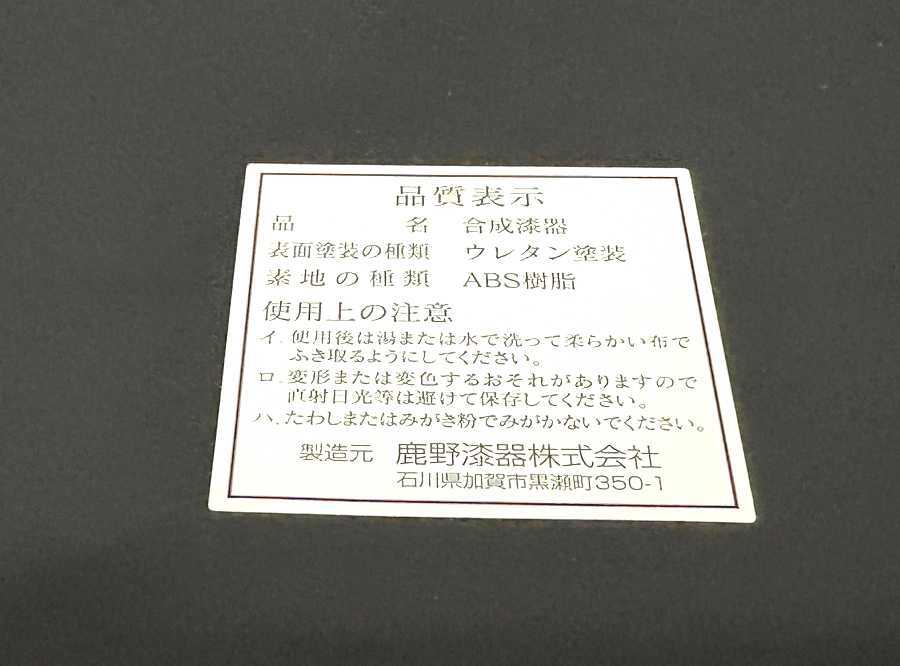 品質表示
品名 合成漆器
表面塗装の種類 ウレタン塗装
素地の種類 ABS樹脂
使用上の注意
イ. 使用後は湯または水で洗って柔らかい布で
ふき取るようにしてください。
ロ. 変形または変色するおそれがありますので
直射日光等は避けて保存してください。
ハ. たわしまたはみがき粉でみがかないでください。
製造元 鹿野漆器株式会社
石川県加賀市黒瀬町350-1